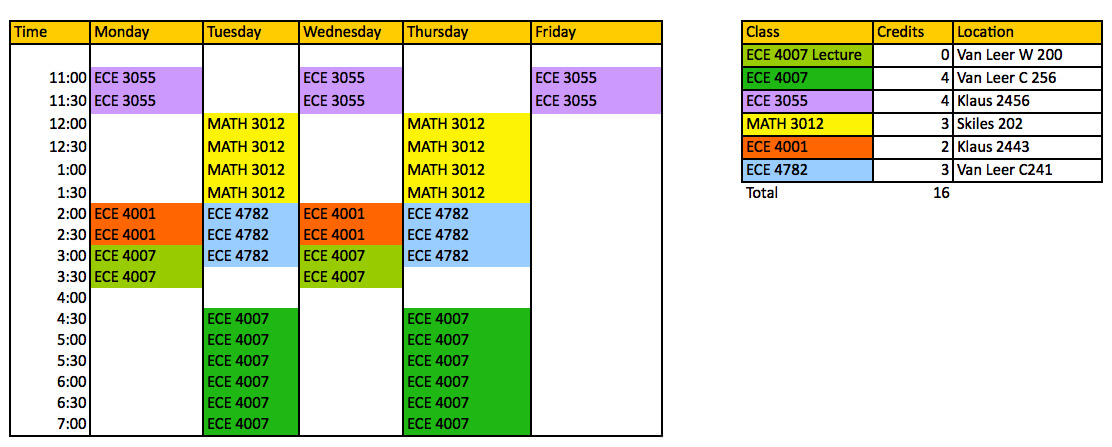 Time Monday Tuesday Wednesday Thursday Friday
11:00 ECE 3055 ECE 3055 ECE 3055
11:30 ECE 3055 ECE 3055 ECE 3055
12:00 MATH 3012 MATH 3012
12:30 MATH 3012 MATH 3012
1:00 MATH 3012 MATH 3012
1:30 MATH 3012 MATH 3012
2:00 ECE 4001 ECE 4782 ECE 4001 ECE 4782
2:30 ECE 4001 ECE 4782 ECE 4001 ECE 4782
3:00 ECE 4007 ECE 4782 ECE 4007 ECE 4782
3:30 ECE 4007 ECE 4007
4:00
4:30 ECE 4007 ECE 4007
5:00 ECE 4007 ECE 4007
5:30 ECE 4007 ECE 4007
6:00 ECE 4007 ECE 4007
6:30 ECE 4007 ECE 4007
7:00 ECE 4007 ECE 4007
Class Credits Location
ECE 4007 Lecture 0 Van Leer W 200
ECE 4007 4 Van Leer C 256
ECE 3055 4 Klaus 2456
MATH 3012 3 Skiles 202
ECE 4001 2 Klaus 2443
ECE 4782 3 Van Leer C241
Total 16